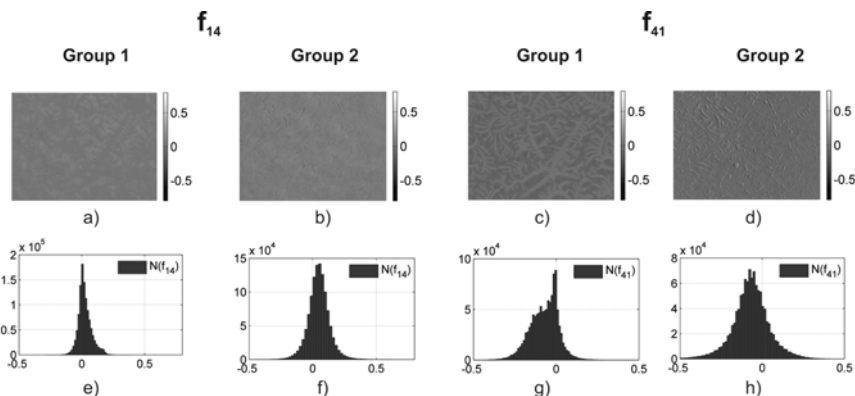 f14 f41
Group 1 Group 2 Group 1 Group 2
0.5 0.5 0.5 0.5
0 0 0 0
-0.5 -0.5 -0.5 -0.5
a) b) c) d)
x 10^5 x 10^4 x 10^4 x 10^4
2 15 10 8
N(f14) N(f14) N(f41) N(f41)
1.5 10 5 6
1 5 0 4
0.5 0 2
0 0
-0.5 0 0.5 -0.5 0 0.5 -0.5 0 0.5 -0.5 0 0.5
e) f) g) h)